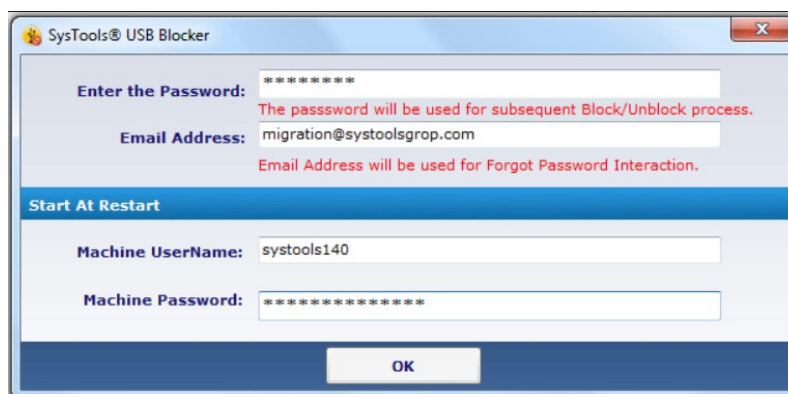 SysTools® USB Blocker
x
Enter the Password: ********
The passsword will be used for subsequent Block/Unblock process.
Email Address: migration@systoolsgrop.com
Email Address will be used for Forgot Password Interaction.
Start At Restart
Machine UserName: systools140
Machine Password: **************
OK